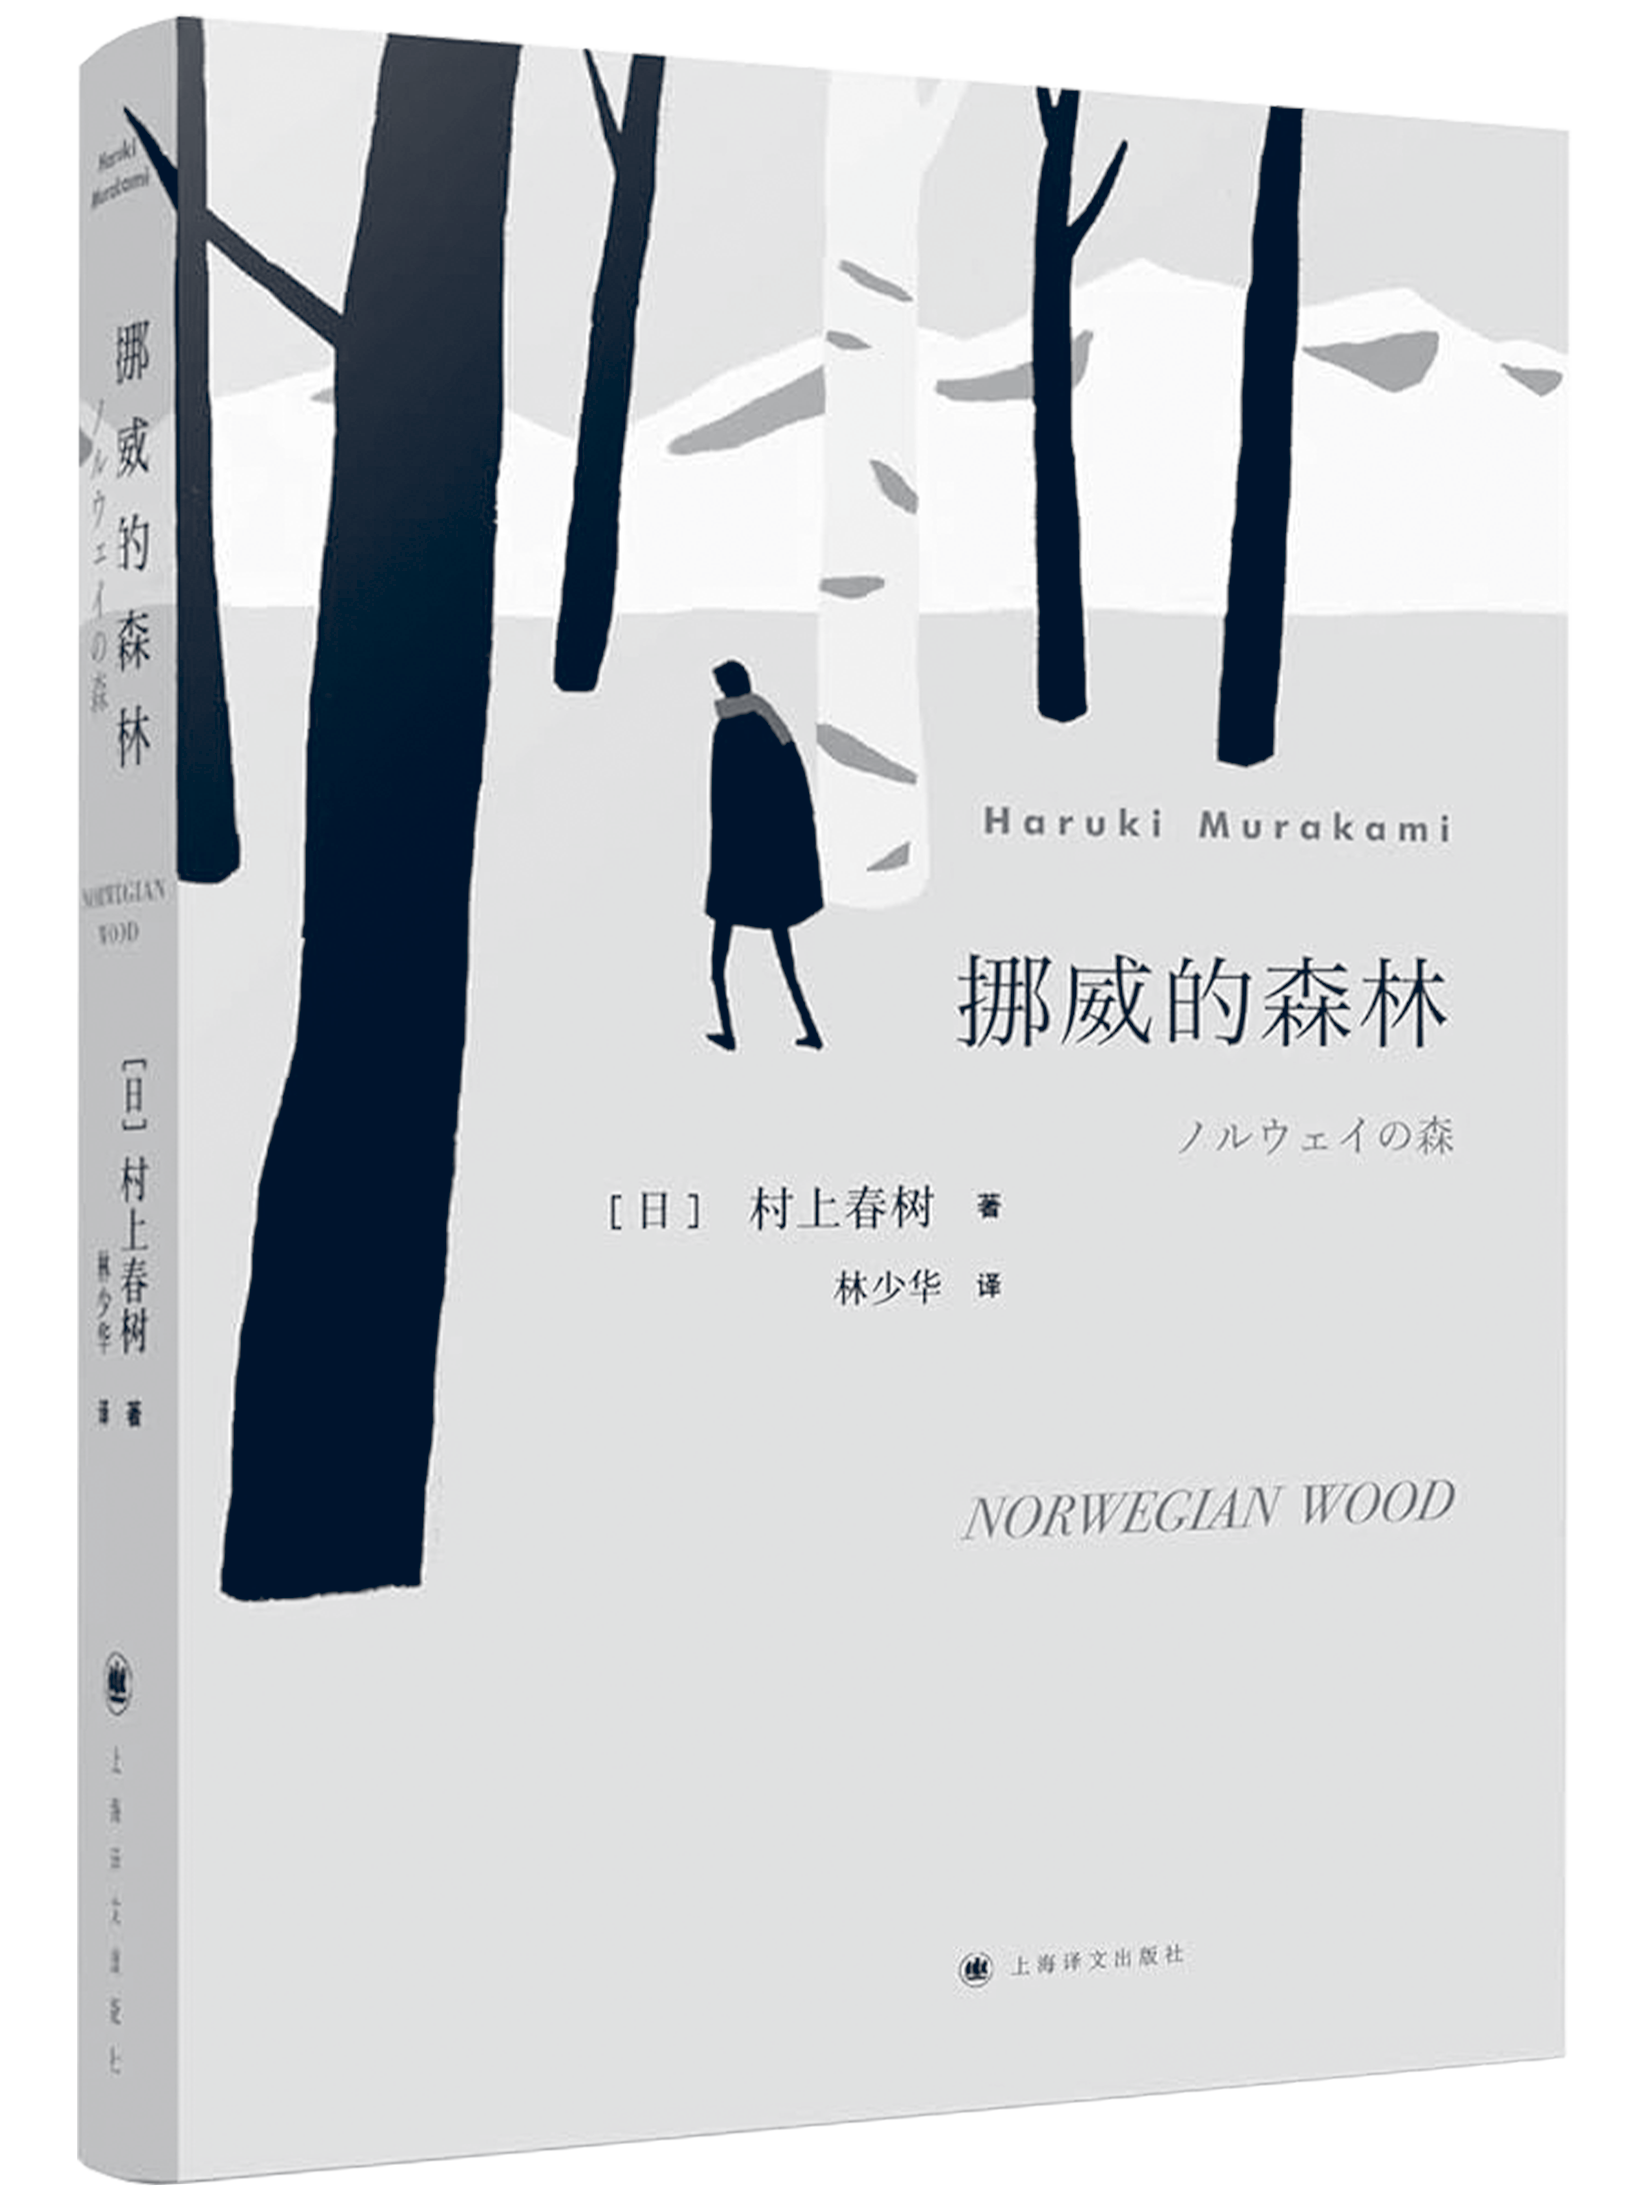 Haruki
Murakami
挪威的森林
ノルウェイの森
NORWEGIAN
WOOD
[日] 村上春树 著
林少华 译
上海译文出版社
Haruki Murakami
挪威的森林
ノルウェイの森
[日] 村上春树 著
林少华 译
NORWEGIAN WOOD
上海译文出版社